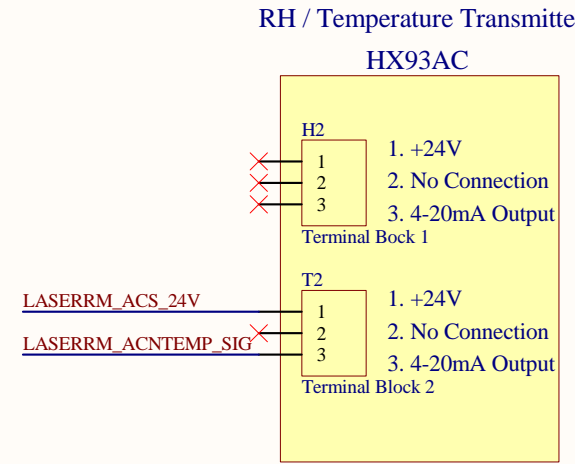 RH / Temperature Transmitte
HX93AC
H2
1
2
3
1. +24V
2. No Connection
3. 4-20mA Output
Terminal Bock 1
T2
LASERRM_ACS_24V
LASERRM_ACNTEMP_SIG
1
2
3
1. +24V
2. No Connection
3. 4-20mA Output
Terminal Block 2